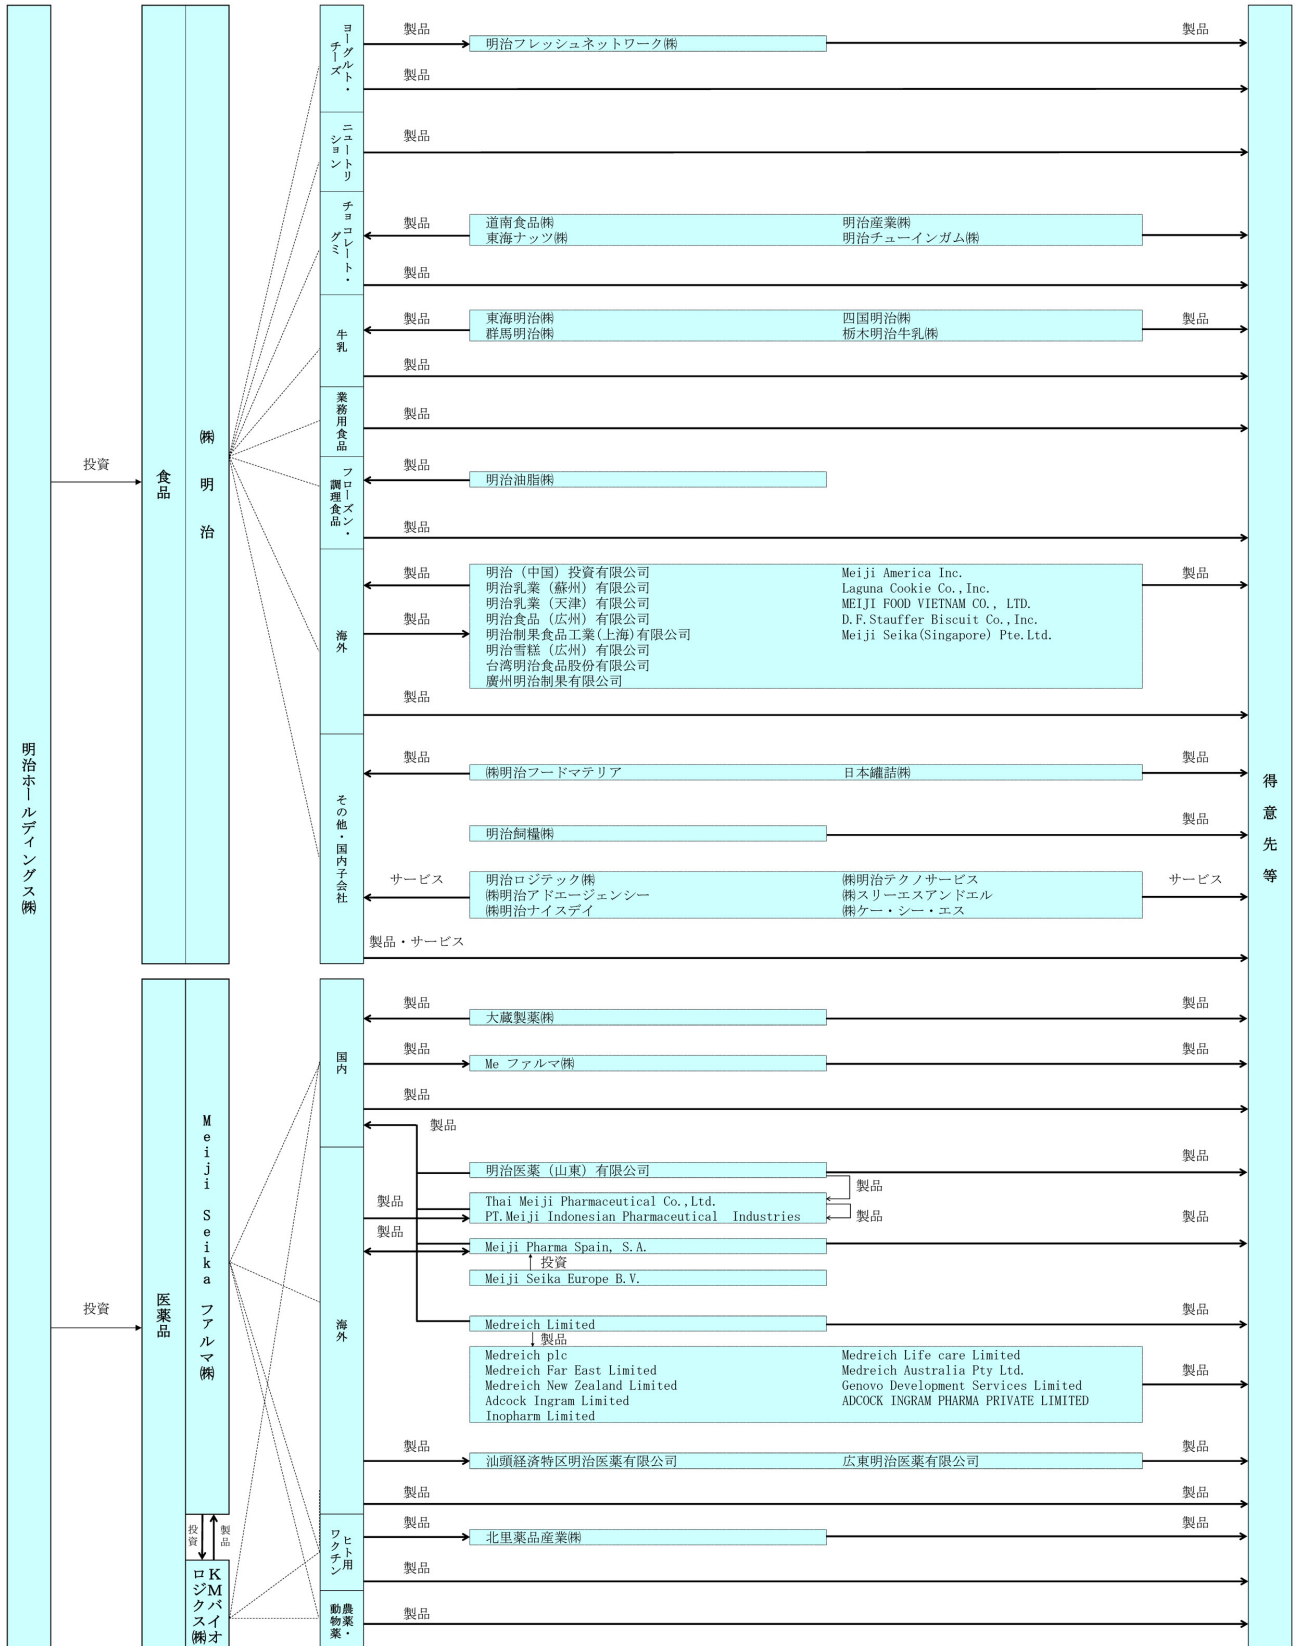 明治ホールディングス㈱
投資
食品
㈱明治
ヨーグルト・チーズ
製品
明治フレッシュネットワーク㈱
製品
製品
ニュートリション
製品
チョコレート・グミ
製品
道南食品㈱
明治産業㈱
東海ナッツ㈱
明治チューインガム㈱
製品
牛乳
製品
東海明治㈱
四国明治㈱
製品
群馬明治㈱
栃木明治牛乳㈱
製品
業務用食品
製品
フローズン・調理食品
製品
明治油脂㈱
製品
海外
製品
明治（中国）投資有限公司
Meiji America Inc.
製品
明治乳業（蘇州）有限公司
Laguna Cookie Co.,Inc.
明治乳業（天津）有限公司
MEIJI FOOD VIETNAM CO., LTD.
製品
明治食品（広州）有限公司
D.F.Stauffer Biscuit Co.,Inc.
明治制果食品工業(上海)有限公司
Meiji Seika(Singapore) Pte.Ltd.
明治雪糕（広州）有限公司
台湾明治食品股份有限公司
廣州明治制果有限公司
製品
その他・国内子会社
製品
㈱明治フードマテリア
日本罐詰㈱
製品
明治飼糧㈱
製品
サービス
明治ロジテック㈱
㈱明治テクノサービス
サービス
㈱明治アドエージェンシー
㈱スリーエスアンドエル
㈱明治ナイスデイ
㈱ケー・シー・エス
製品・サービス
得意先等
投資
医薬品
Meiji Seika ファルマ㈱
国内
製品
大蔵製薬㈱
製品
製品
Me ファルマ㈱
製品
製品
製品
海外
明治医薬（山東）有限公司
製品
製品
製品
Thai Meiji Pharmaceutical Co.,Ltd.
PT.Meiji Indonesian Pharmaceutical Industries
製品
製品
製品
Meiji Pharma Spain, S.A.
投資
Meiji Seika Europe B.V.
Medreich Limited
製品
製品
Medreich plc
Medreich Life care Limited
Medreich Far East Limited
Medreich Australia Pty Ltd.
Medreich New Zealand Limited
Genovo Development Services Limited
Adcock Ingram Limited
ADCOCK INGRAM PHARMA PRIVATE LIMITED
Inopharm Limited
製品
製品
汕頭経済特区明治医薬有限公司
広東明治医薬有限公司
製品
製品
製品
投資
製品
KMバイオロジクス㈱
ヒト用ワクチン
製品
北里薬品産業㈱
製品
製品
農薬・動物薬
製品